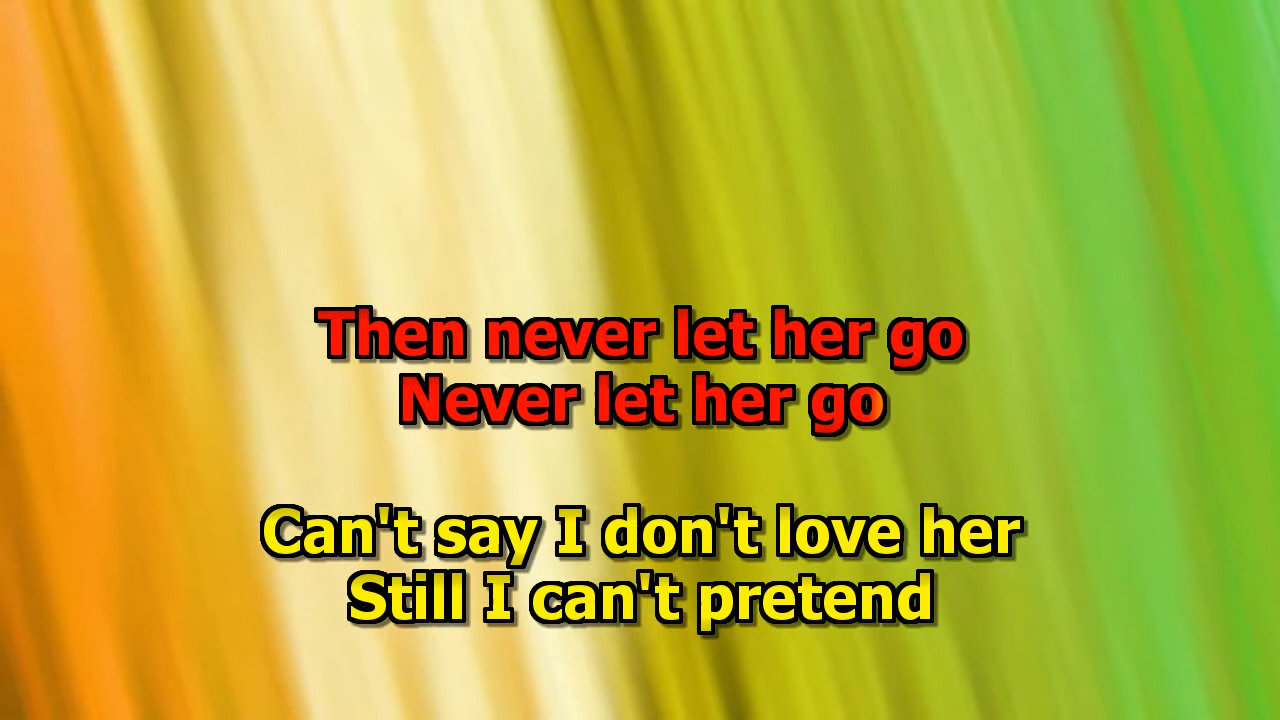 Then never let her go
Never let her go
Can't say I don't love her
Still I can't pretend